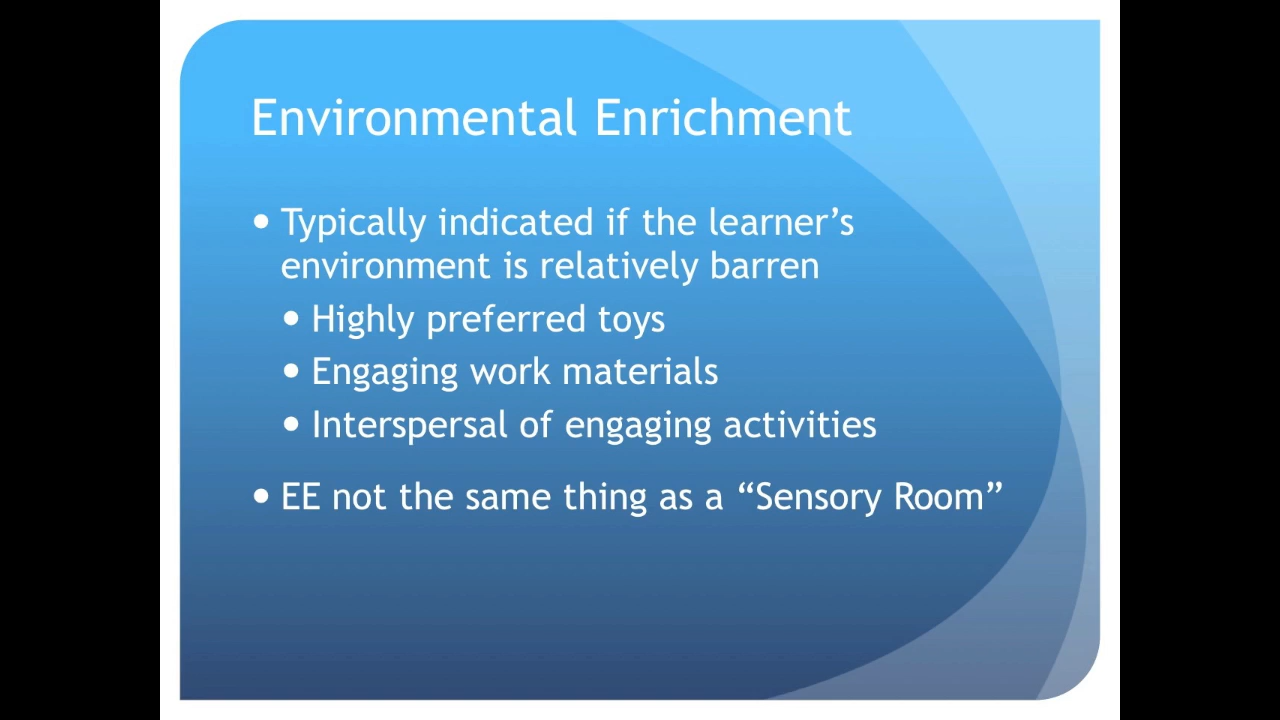 Environmental Enrichment
• Typically indicated if the learner’s
environment is relatively barren
• Highly preferred toys
• Engaging work materials
• Interspersal of engaging activities
• EE not the same thing as a “Sensory Room”